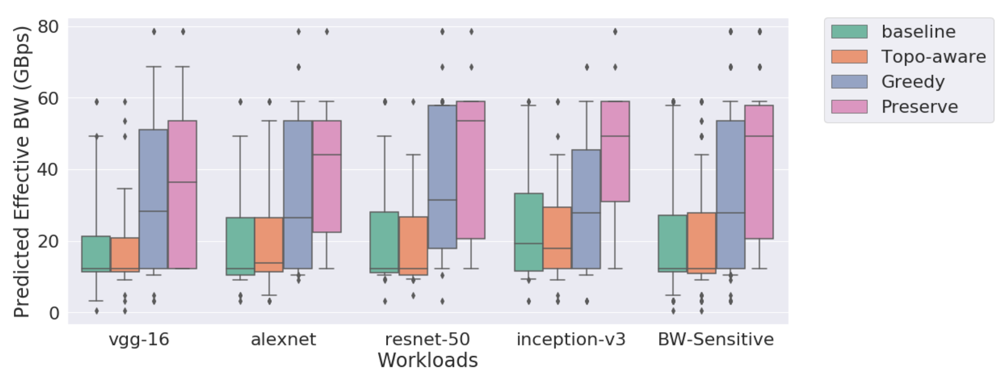 Predicted Effective BW (GBps)
80
60
40
20
0
vgg-16
alexnet
resnet-50
inception-v3
BW-Sensitive
Workloads
baseline
Topo-aware
Greedy
Preserve